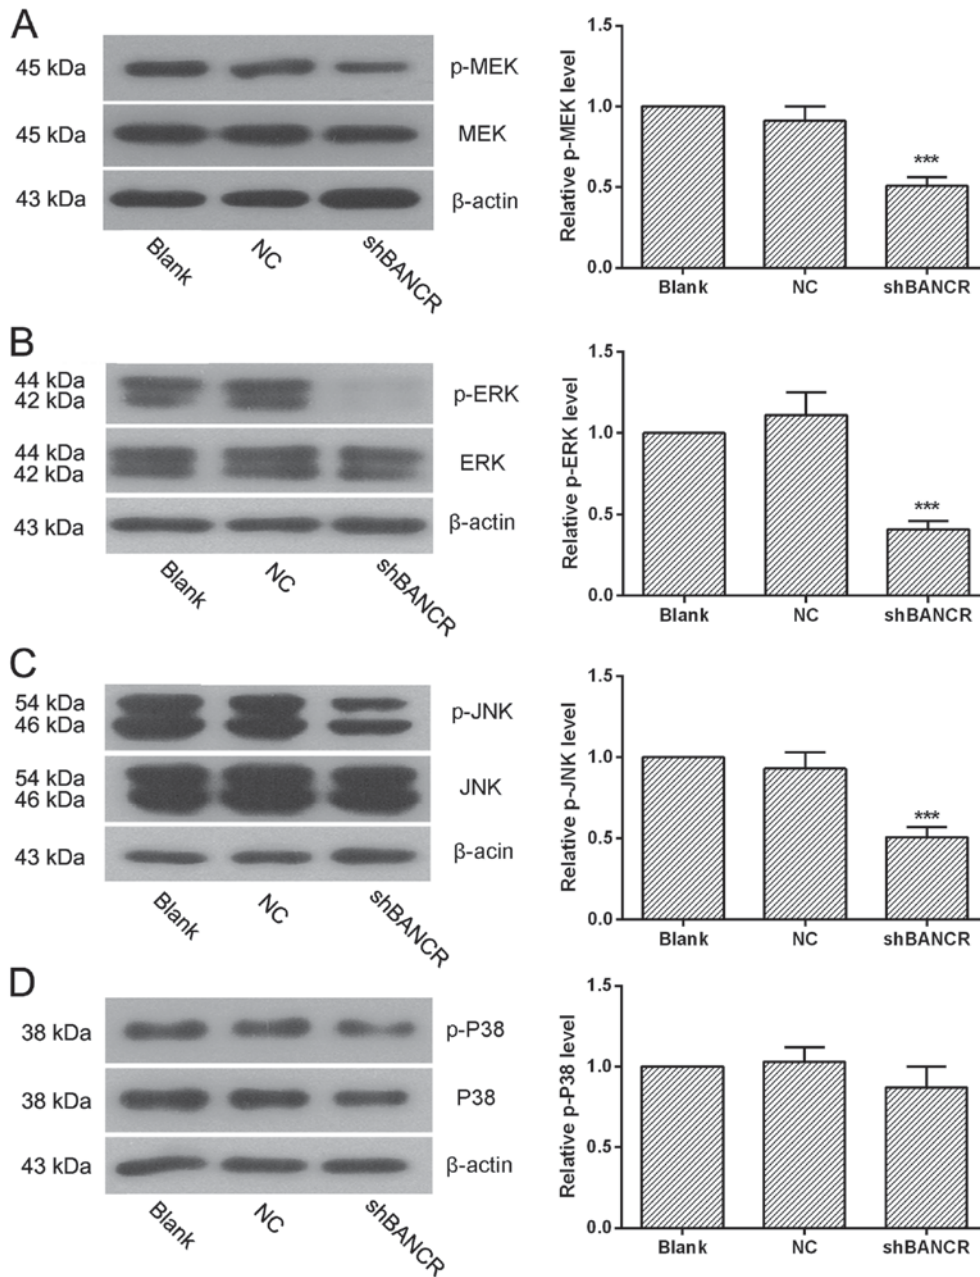 A
45 kDa p-MEK
45 kDa MEK
43 kDa β-actin
Blank NC shBANCR
Relative p-MEK level
1.5
1.0
0.5
0.0
***
Blank NC shBANCR
B
44 kDa
42 kDa
p-ERK
44 kDa
42 kDa
ERK
43 kDa β-actin
Blank NC shBANCR
Relative p-ERK level
1.5
1.0
0.5
0.0
***
Blank NC shBANCR
C
54 kDa
46 kDa
p-JNK
54 kDa
46 kDa
JNK
43 kDa β-acin
Blank NC shBANCR
Relative p-JNK level
1.5
1.0
0.5
0.0
***
Blank NC shBANCR
D
38 kDa p-P38
38 kDa P38
43 kDa β-actin
Blank NC shBANCR
Relative p-P38 level
1.5
1.0
0.5
0.0
Blank NC shBANCR